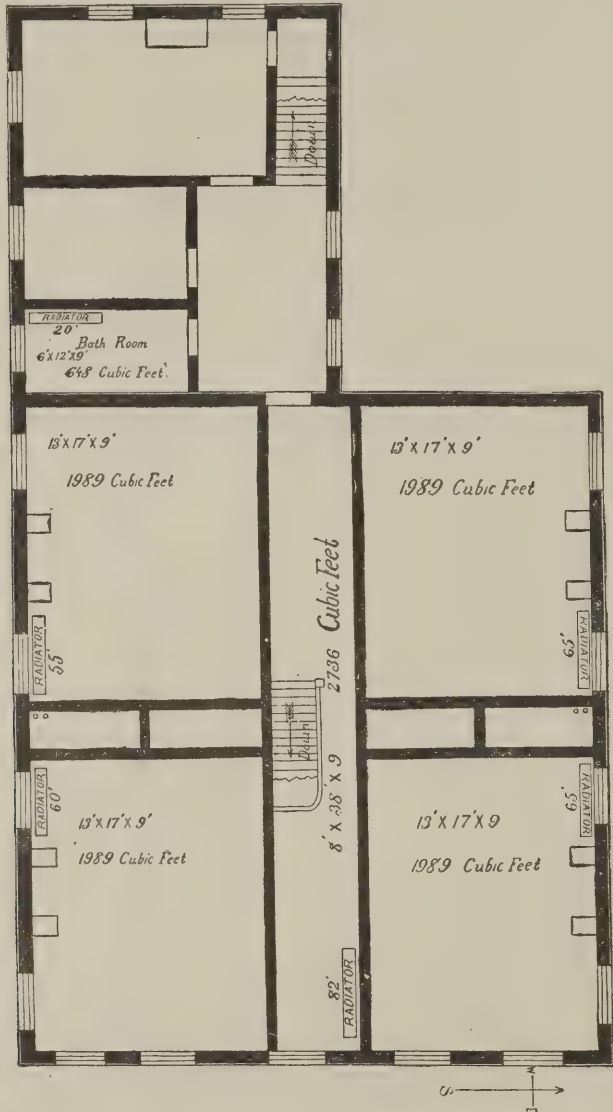 Down
RADIATOR
20'
Bath Room
6'X12'X9'
648 Cubic Feet.
13'X17'X9'
1989 Cubic Feet
13'X17'X9'
1989 Cubic Feet
8' X 38' X 9 2736 Cubic Feet
RADIATOR
55'
RADIATOR
65'
Down
RADIATOR
60'
13'X17'X9'
1989 Cubic Feet
RADIATOR
65'
13'X17'X9
1989 Cubic Feet
82'
RADIATOR
S